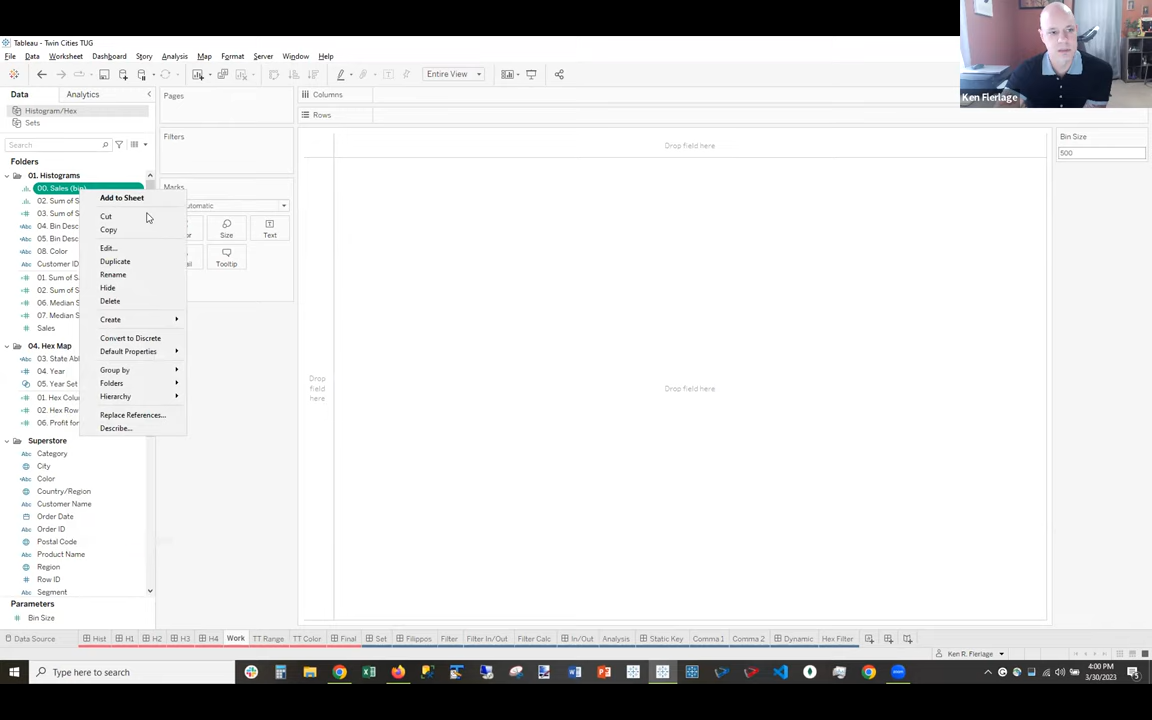 Tableau - Twin Cities TUG
File Data Worksheet Dashboard Story Analysis Map Format Server Window Help
Ken Flerlage
Entire View
Data Analytics
Pages
Columns
Histogram/Hex
Rows
Sets
Filters
Bin Size
Search
Drop field here
500
Folders
01. Histograms
00. Sales (bin)
Marks
Add to Sheet
02. Sum of S
utomatic
03. Sum of S
Cut
04. Bin Desc
Copy
Size Text
05. Bin Desc
Edit...
08. Color
Duplicate
Tooltip
Customer ID
Rename
01. Sum of S
Hide
02. Sum of S
Delete
06. Median S
07. Median S
Create
Sales
Convert to Discrete
04. Hex Map
Default Properties
03. State Ab
04. Year
Group by
05. Year Set
Folders
Drop
field
here
Drop field here
01. Hex Colu
Hierarchy
02. Hex Row
Replace References...
06. Profit for
Describe...
Superstore
Category
City
Color
Country/Region
Customer Name
Order Date
Order ID
Postal Code
Product Name
Region
Row ID
Segment
Parameters
Bin Size
Data Source Hist H1 H2 H3 H4 Work TT Range TT Color Final Set Filippos Filter Filter In/Out Filter Calc In/Out Analysis Static Key Comma 1 Comma 2 Dynamic Hex Filter
Ken R. Flerlage
Type here to search
4:00 PM
3/30/2023